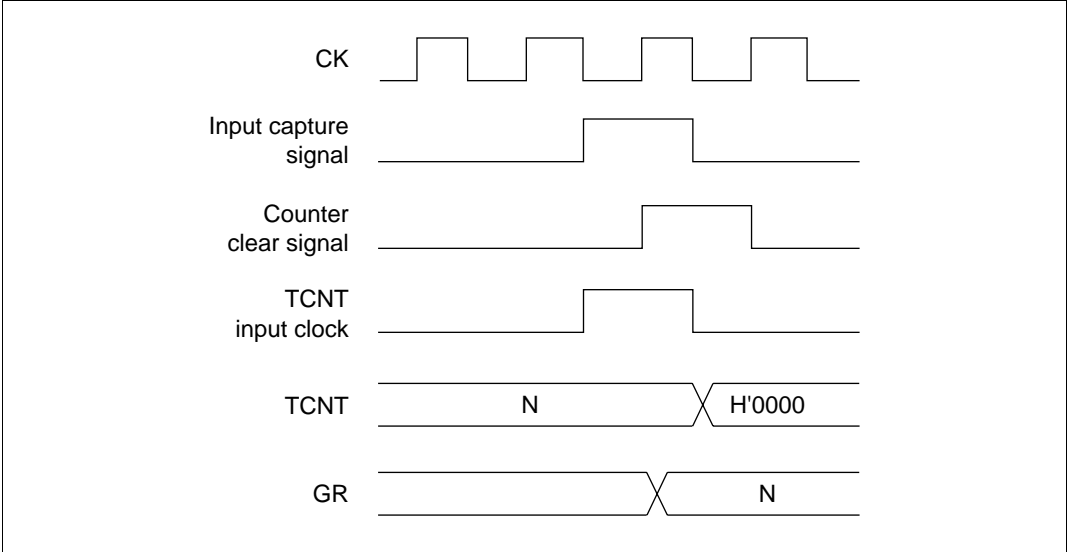 CK
Input capture
signal
Counter
clear signal
TCNT
input clock
TCNT
N
H'0000
GR
N